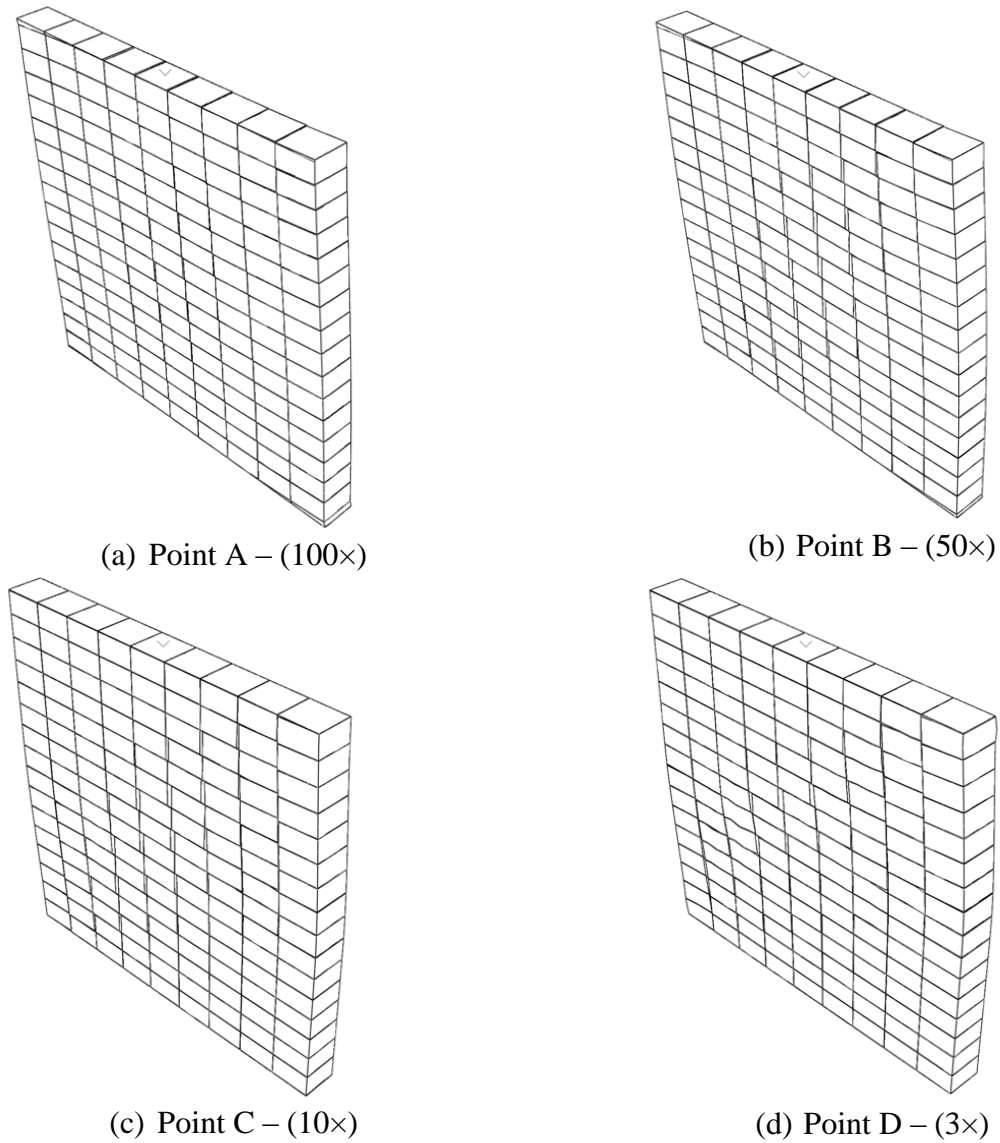 (a) Point A – (100×)
(b) Point B – (50×)
(c) Point C – (10×)
(d) Point D – (3×)